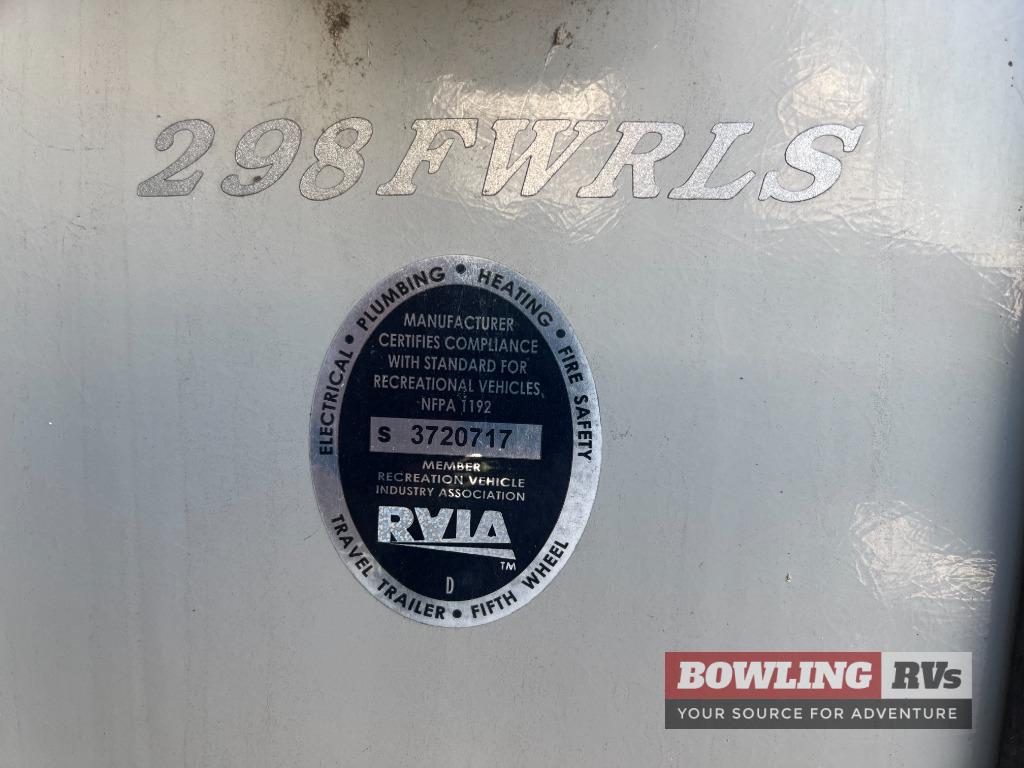 298FWRLS
ELECTRICAL • PLUMBING • HEATING • FIRE SAFETY
MANUFACTURER
CERTIFIES COMPLIANCE
WITH STANDARD FOR
RECREATIONAL VEHICLES,
NFPA 1192
S 3720717
MEMBER
RECREATION VEHICLE
INDUSTRY ASSOCIATION
RVIA
TM
D
TRAVEL TRAILER • FIFTH WHEEL
BOWLING RVs
YOUR SOURCE FOR ADVENTURE